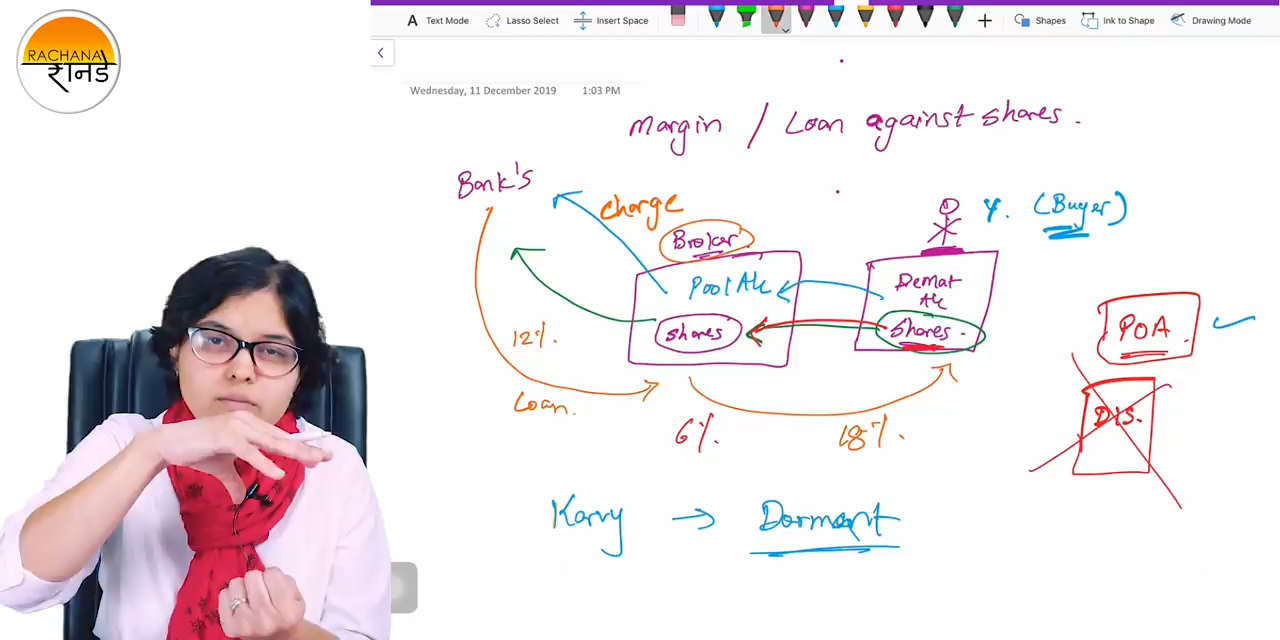 RACHANA
रानडे
Text Mode
Lasso Select
Insert Space
Shapes
Ink to Shape
Drawing Mode
Wednesday, 11 December 2019 1:03 PM
Margin / Loan against shares.
Bank's
charge
Broker
Y. (Buyer)
Pool A/c
Demat
A/c
shares
shares.
POA.
12%.
Loan.
6%.
18%.
DIS.
Karvy → Dormant